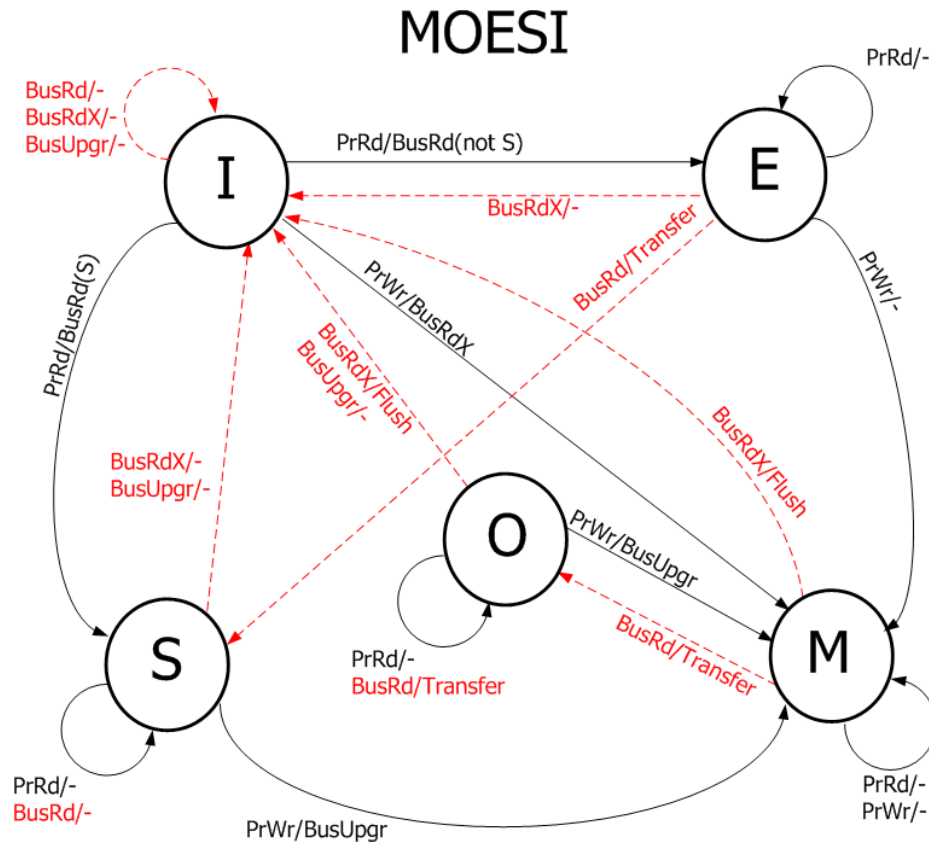 MOESI
BusRd/-
BusRdX/-
BusUpgr/-
PrRd/-
I
PrRd/BusRd(not S)
E
BusRdX/-
BusRd/Transfer
PrWr/-
PrRd/BusRd(S)
PrWr/BusRdX
BusRdX/Flush
BusUpgr/-
BusRdX/Flush
BusRdX/-
BusUpgr/-
O
PrWr/BusUpgr
BusRd/Transfer
PrRd/-
BusRd/Transfer
S
M
PrRd/-
BusRd/-
PrWr/BusUpgr
PrRd/-
PrWr/-